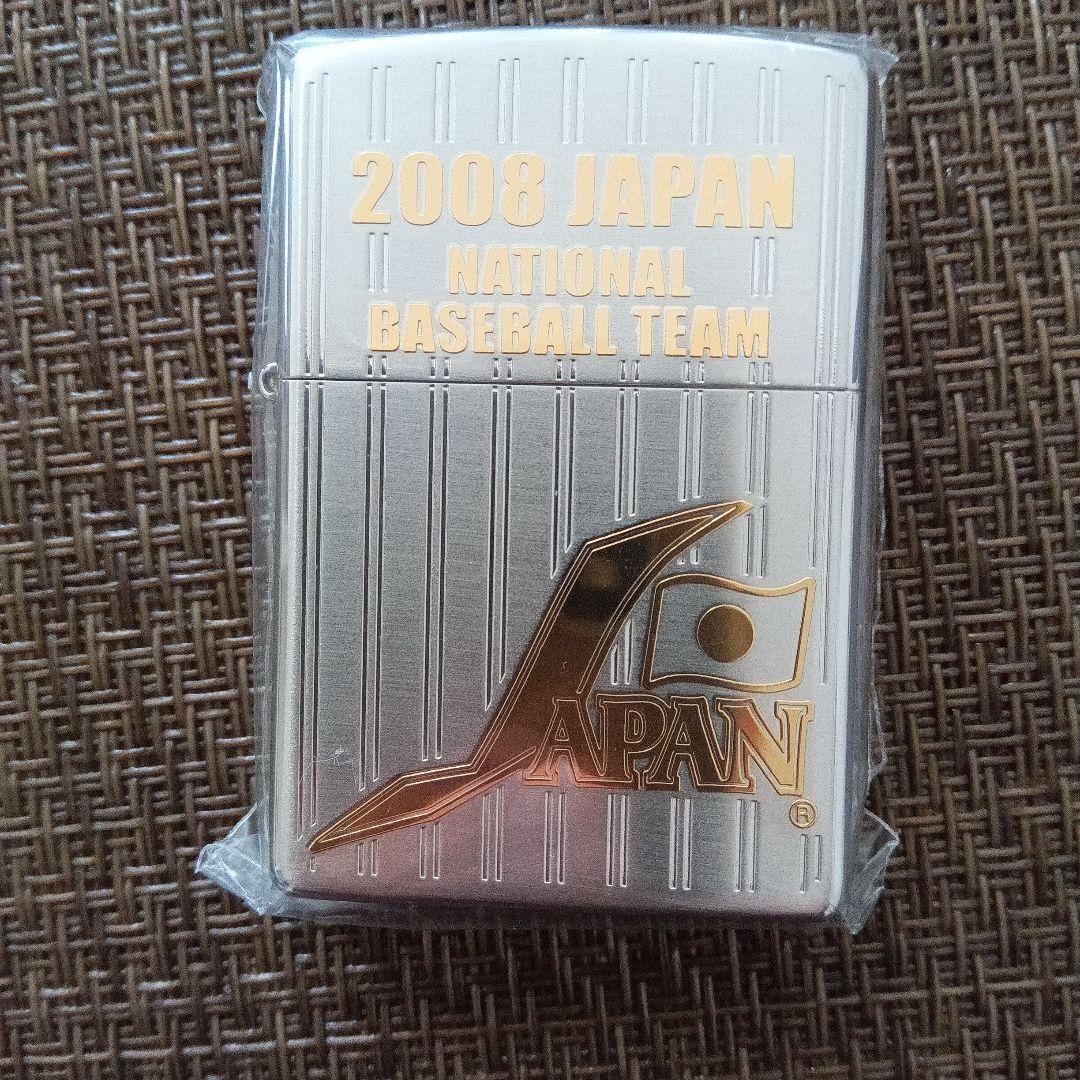 2008 JAPAN
NATIONAL
BASEBALL TEAM
JAPAN
®